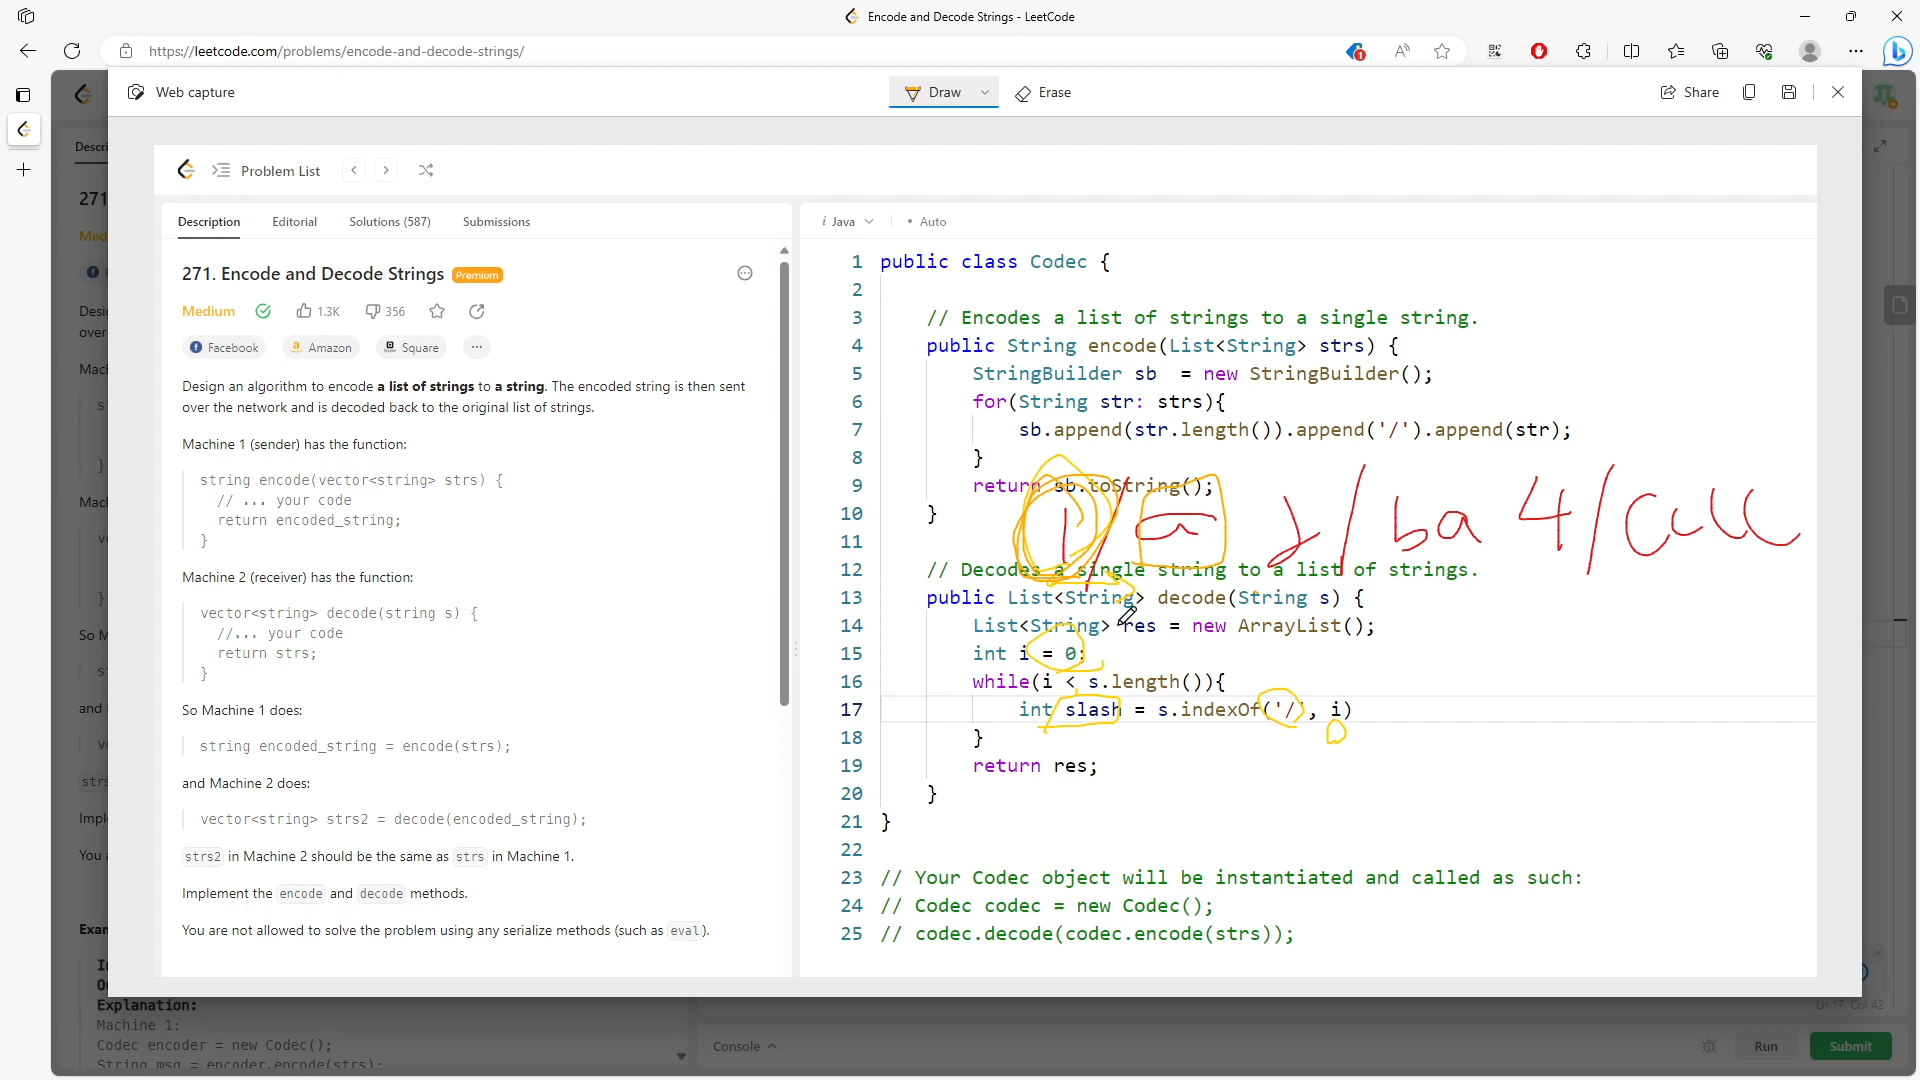 Encode and Decode Strings - LeetCode
https://leetcode.com/problems/encode-and-decode-strings/
Web capture
Draw
Erase
Share
Problem List
Description
Editorial
Solutions (587)
Submissions
271. Encode and Decode Strings
Premium
Medium
1.3K
356
Facebook
Amazon
Square
Design an algorithm to encode a list of strings to a string. The encoded string is then sent
over the network and is decoded back to the original list of strings.
Machine 1 (sender) has the function:
string encode(vector<string> strs) {
// ... your code
return encoded_string;
}
Machine 2 (receiver) has the function:
vector<string> decode(string s) {
//... your code
return strs;
}
So Machine 1 does:
string encoded_string = encode(strs);
and Machine 2 does:
vector<string> strs2 = decode(encoded_string);
strs2 in Machine 2 should be the same as strs in Machine 1.
Implement the encode and decode methods.
You are not allowed to solve the problem using any serialize methods (such as eval).
i Java
• Auto
1 public class Codec {
2
3 // Encodes a list of strings to a single string.
4 public String encode(List<String> strs) {
5 StringBuilder sb = new StringBuilder();
6 for(String str: strs){
7 sb.append(str.length()).append('/').append(str);
8 }
9 return sb.toString();
10 }
11
1/a 2/ba 4/
12 // Decodes a single string to a list of strings.
13 public List<String> decode(String s) {
14 List<String> res = new ArrayList();
15 int i = 0;
16 while(i < s.length()){
17 int slash = s.indexOf('/', i)
0
18 }
19 return res;
20 }
21 }
22
23 // Your Codec object will be instantiated and called as such:
24 // Codec codec = new Codec();
25 // codec.decode(codec.encode(strs));
Ln 17, Col 42
Explanation:
Machine 1:
Codec encoder = new Codec();
String msg = encoder.encode(strs);
Console
Run
Submit